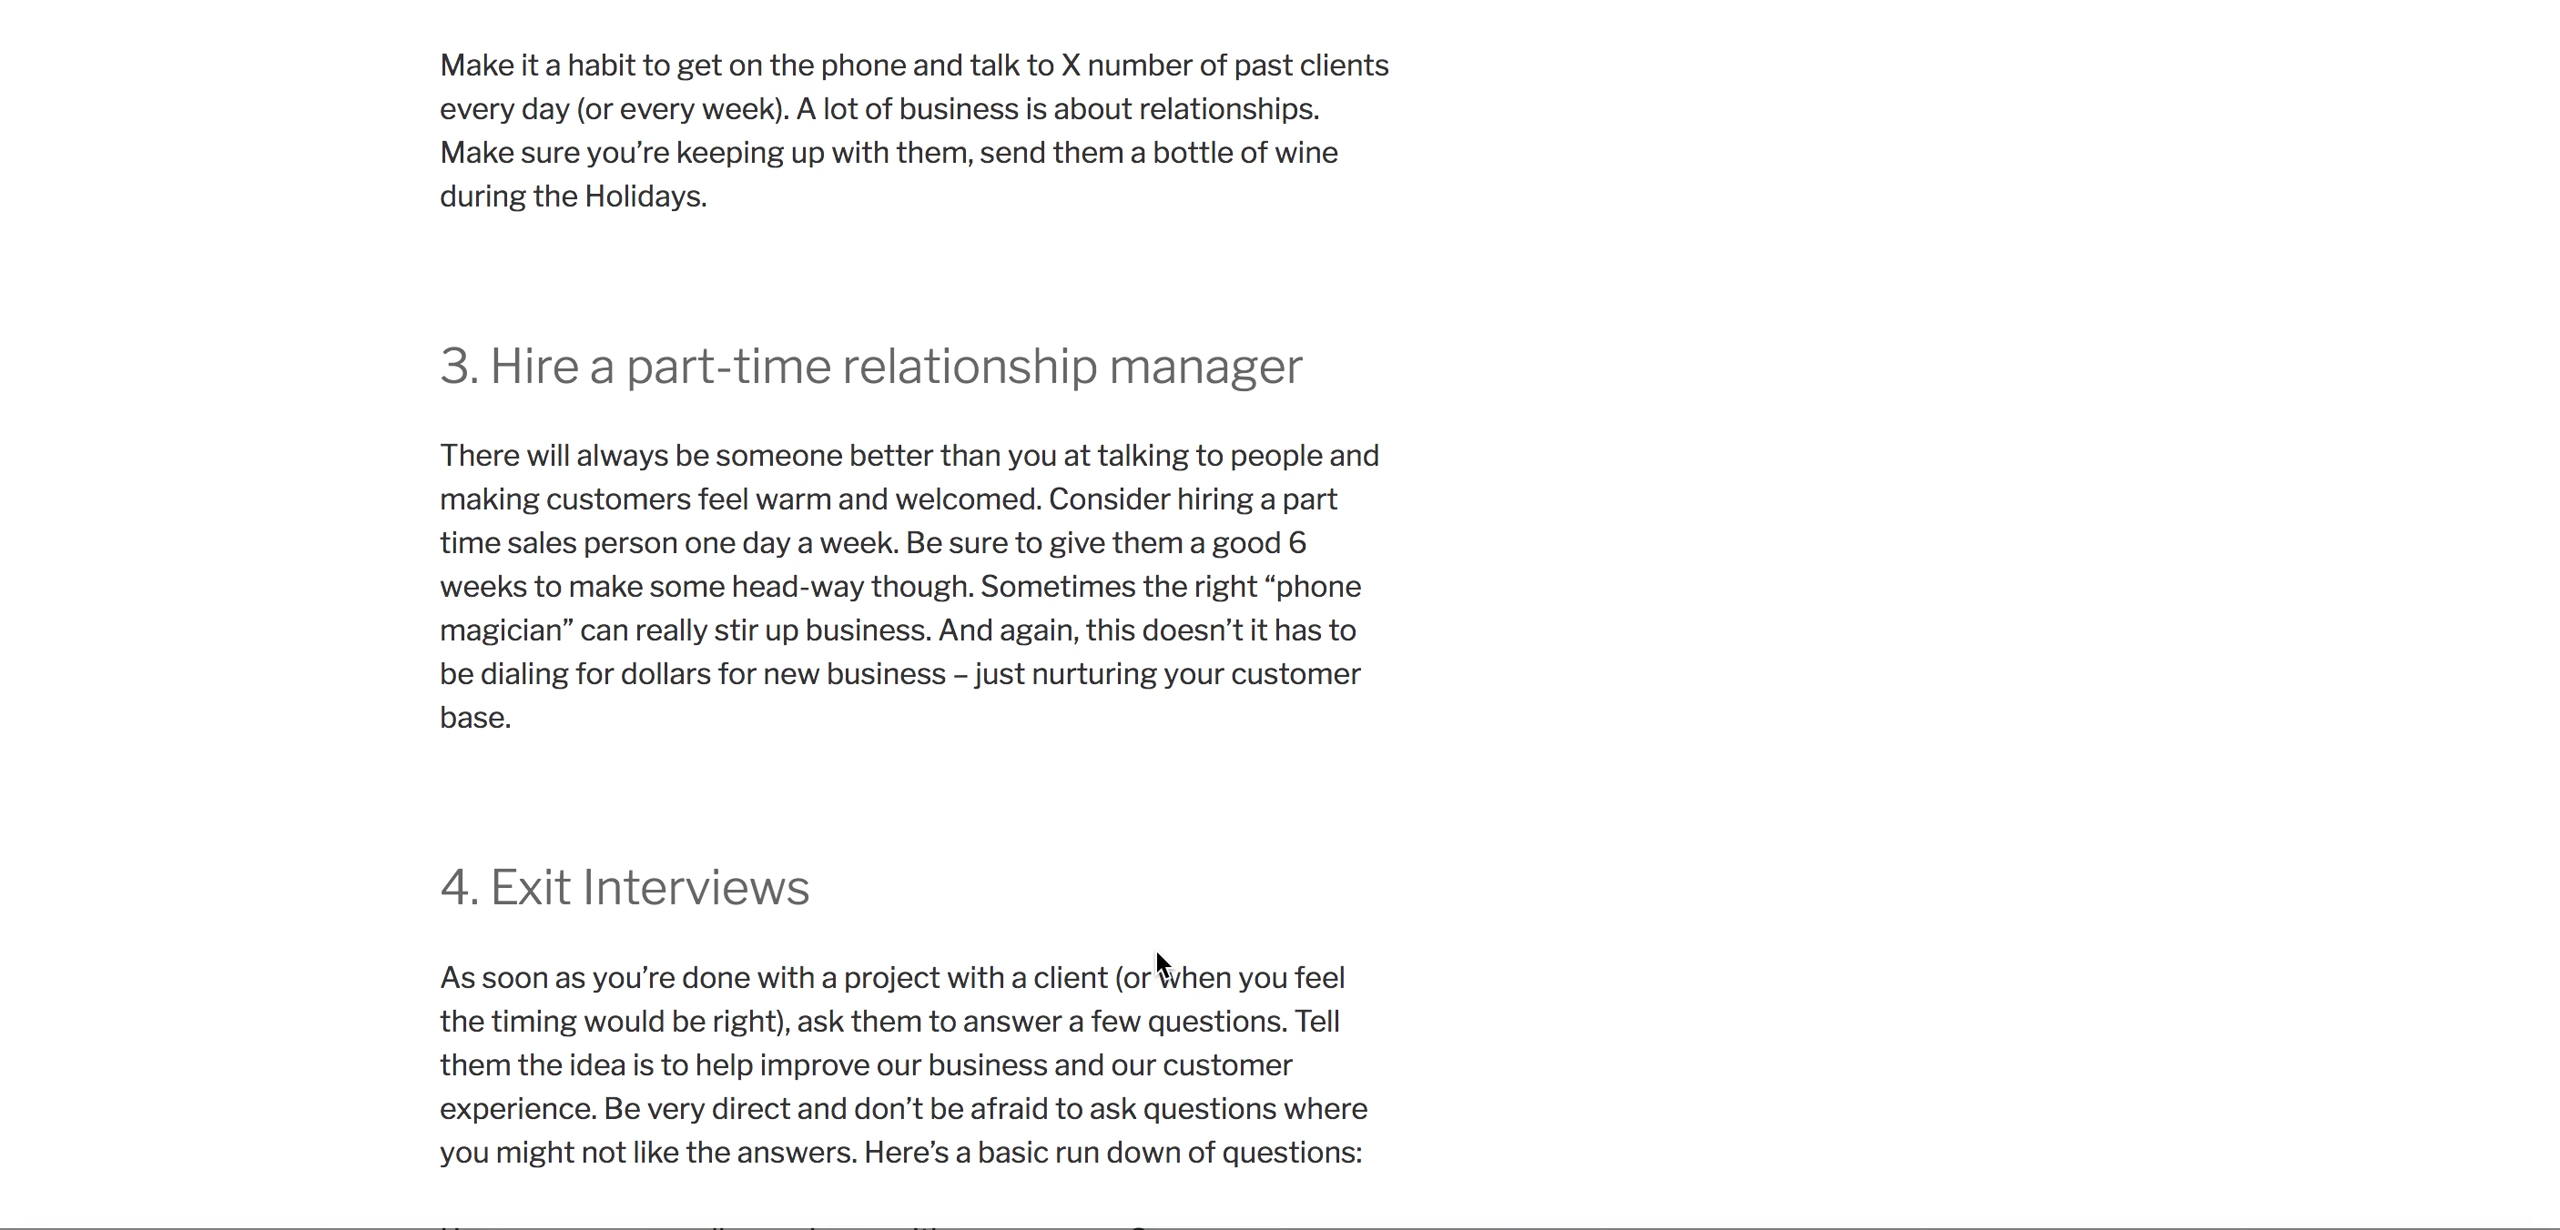 Make it a habit to get on the phone and talk to X number of past clients
every day (or every week). A lot of business is about relationships.
Make sure you’re keeping up with them, send them a bottle of wine
during the Holidays.
3. Hire a part-time relationship manager
There will always be someone better than you at talking to people and
making customers feel warm and welcomed. Consider hiring a part
time sales person one day a week. Be sure to give them a good 6
weeks to make some head-way though. Sometimes the right “phone
magician” can really stir up business. And again, this doesn’t it has to
be dialing for dollars for new business – just nurturing your customer
base.
4. Exit Interviews
As soon as you’re done with a project with a client (or when you feel
the timing would be right), ask them to answer a few questions. Tell
them the idea is to help improve our business and our customer
experience. Be very direct and don’t be afraid to ask questions where
you might not like the answers. Here’s a basic run down of questions: